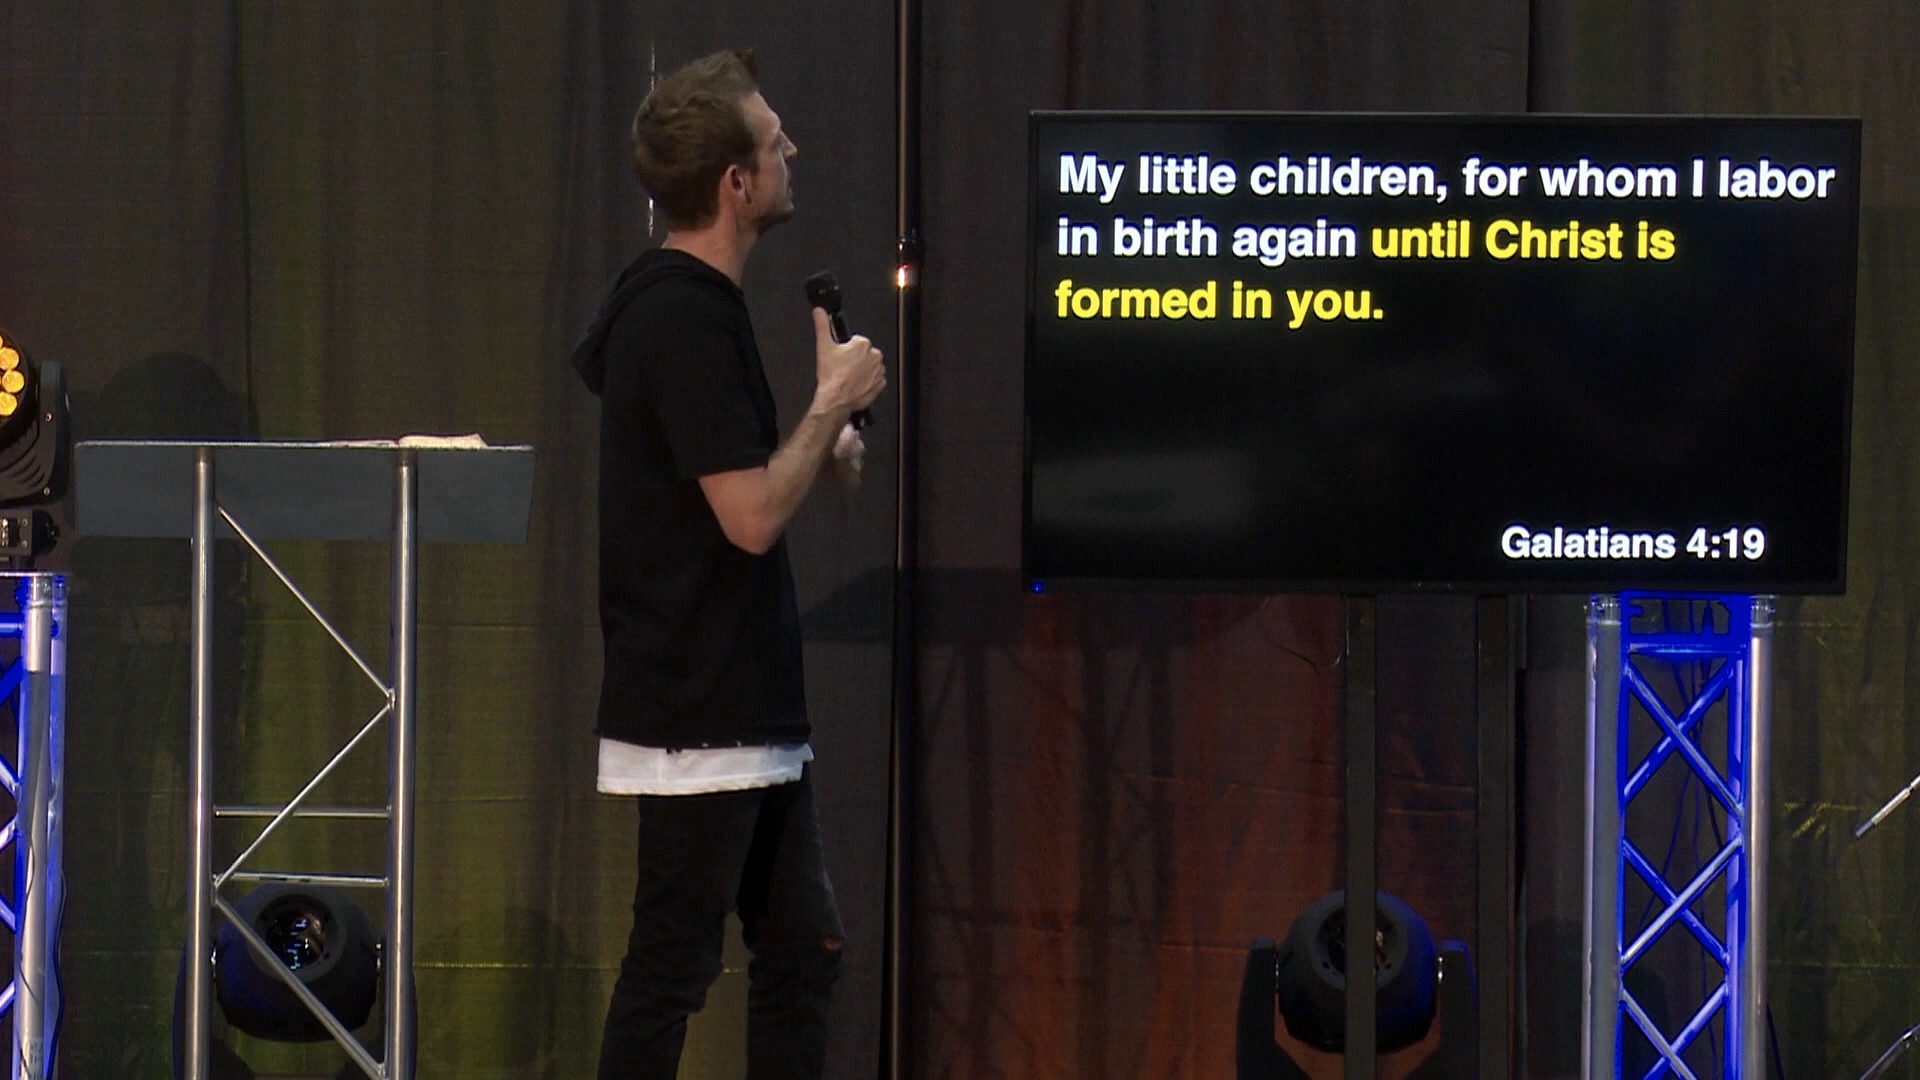 My little children, for whom I labor
in birth again until Christ is
formed in you.
Galatians 4:19